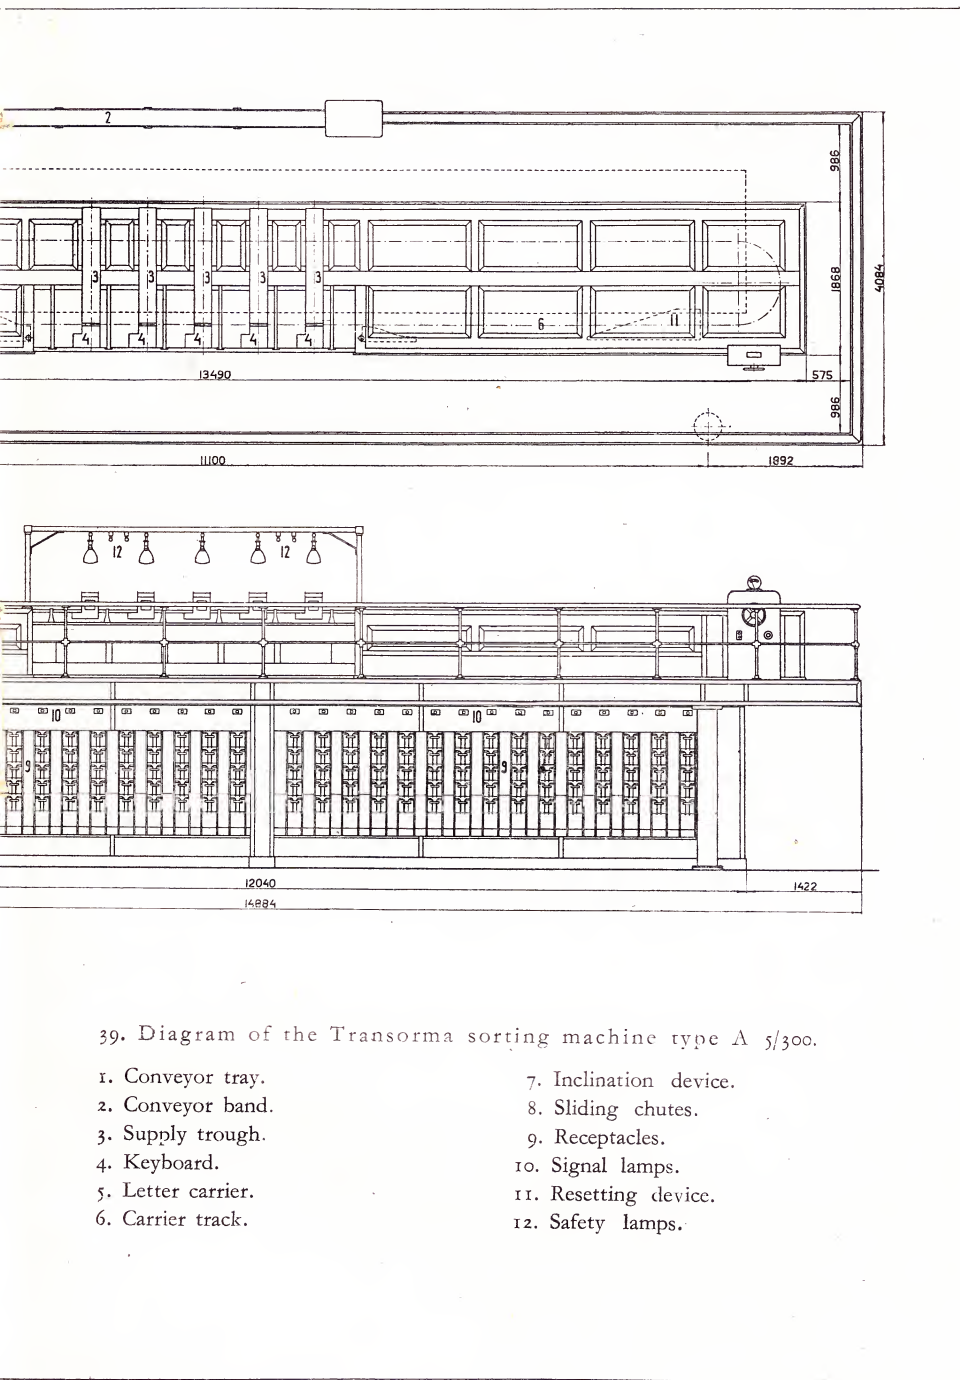 2
986
3 3 3 3 3
1868
4084
6
11
4 4 4 4 4
13490
575
986
11100
1892
12
12
10
10
9
9
12040
1422
14884
39. Diagram of the Transorma sorting machine type A 5/300.
1. Conveyor tray.
2. Conveyor band.
3. Supply trough.
4. Keyboard.
5. Letter carrier.
6. Carrier track.
7. Inclination device.
8. Sliding chutes.
9. Receptacles.
10. Signal lamps.
11. Resetting device.
12. Safety lamps.